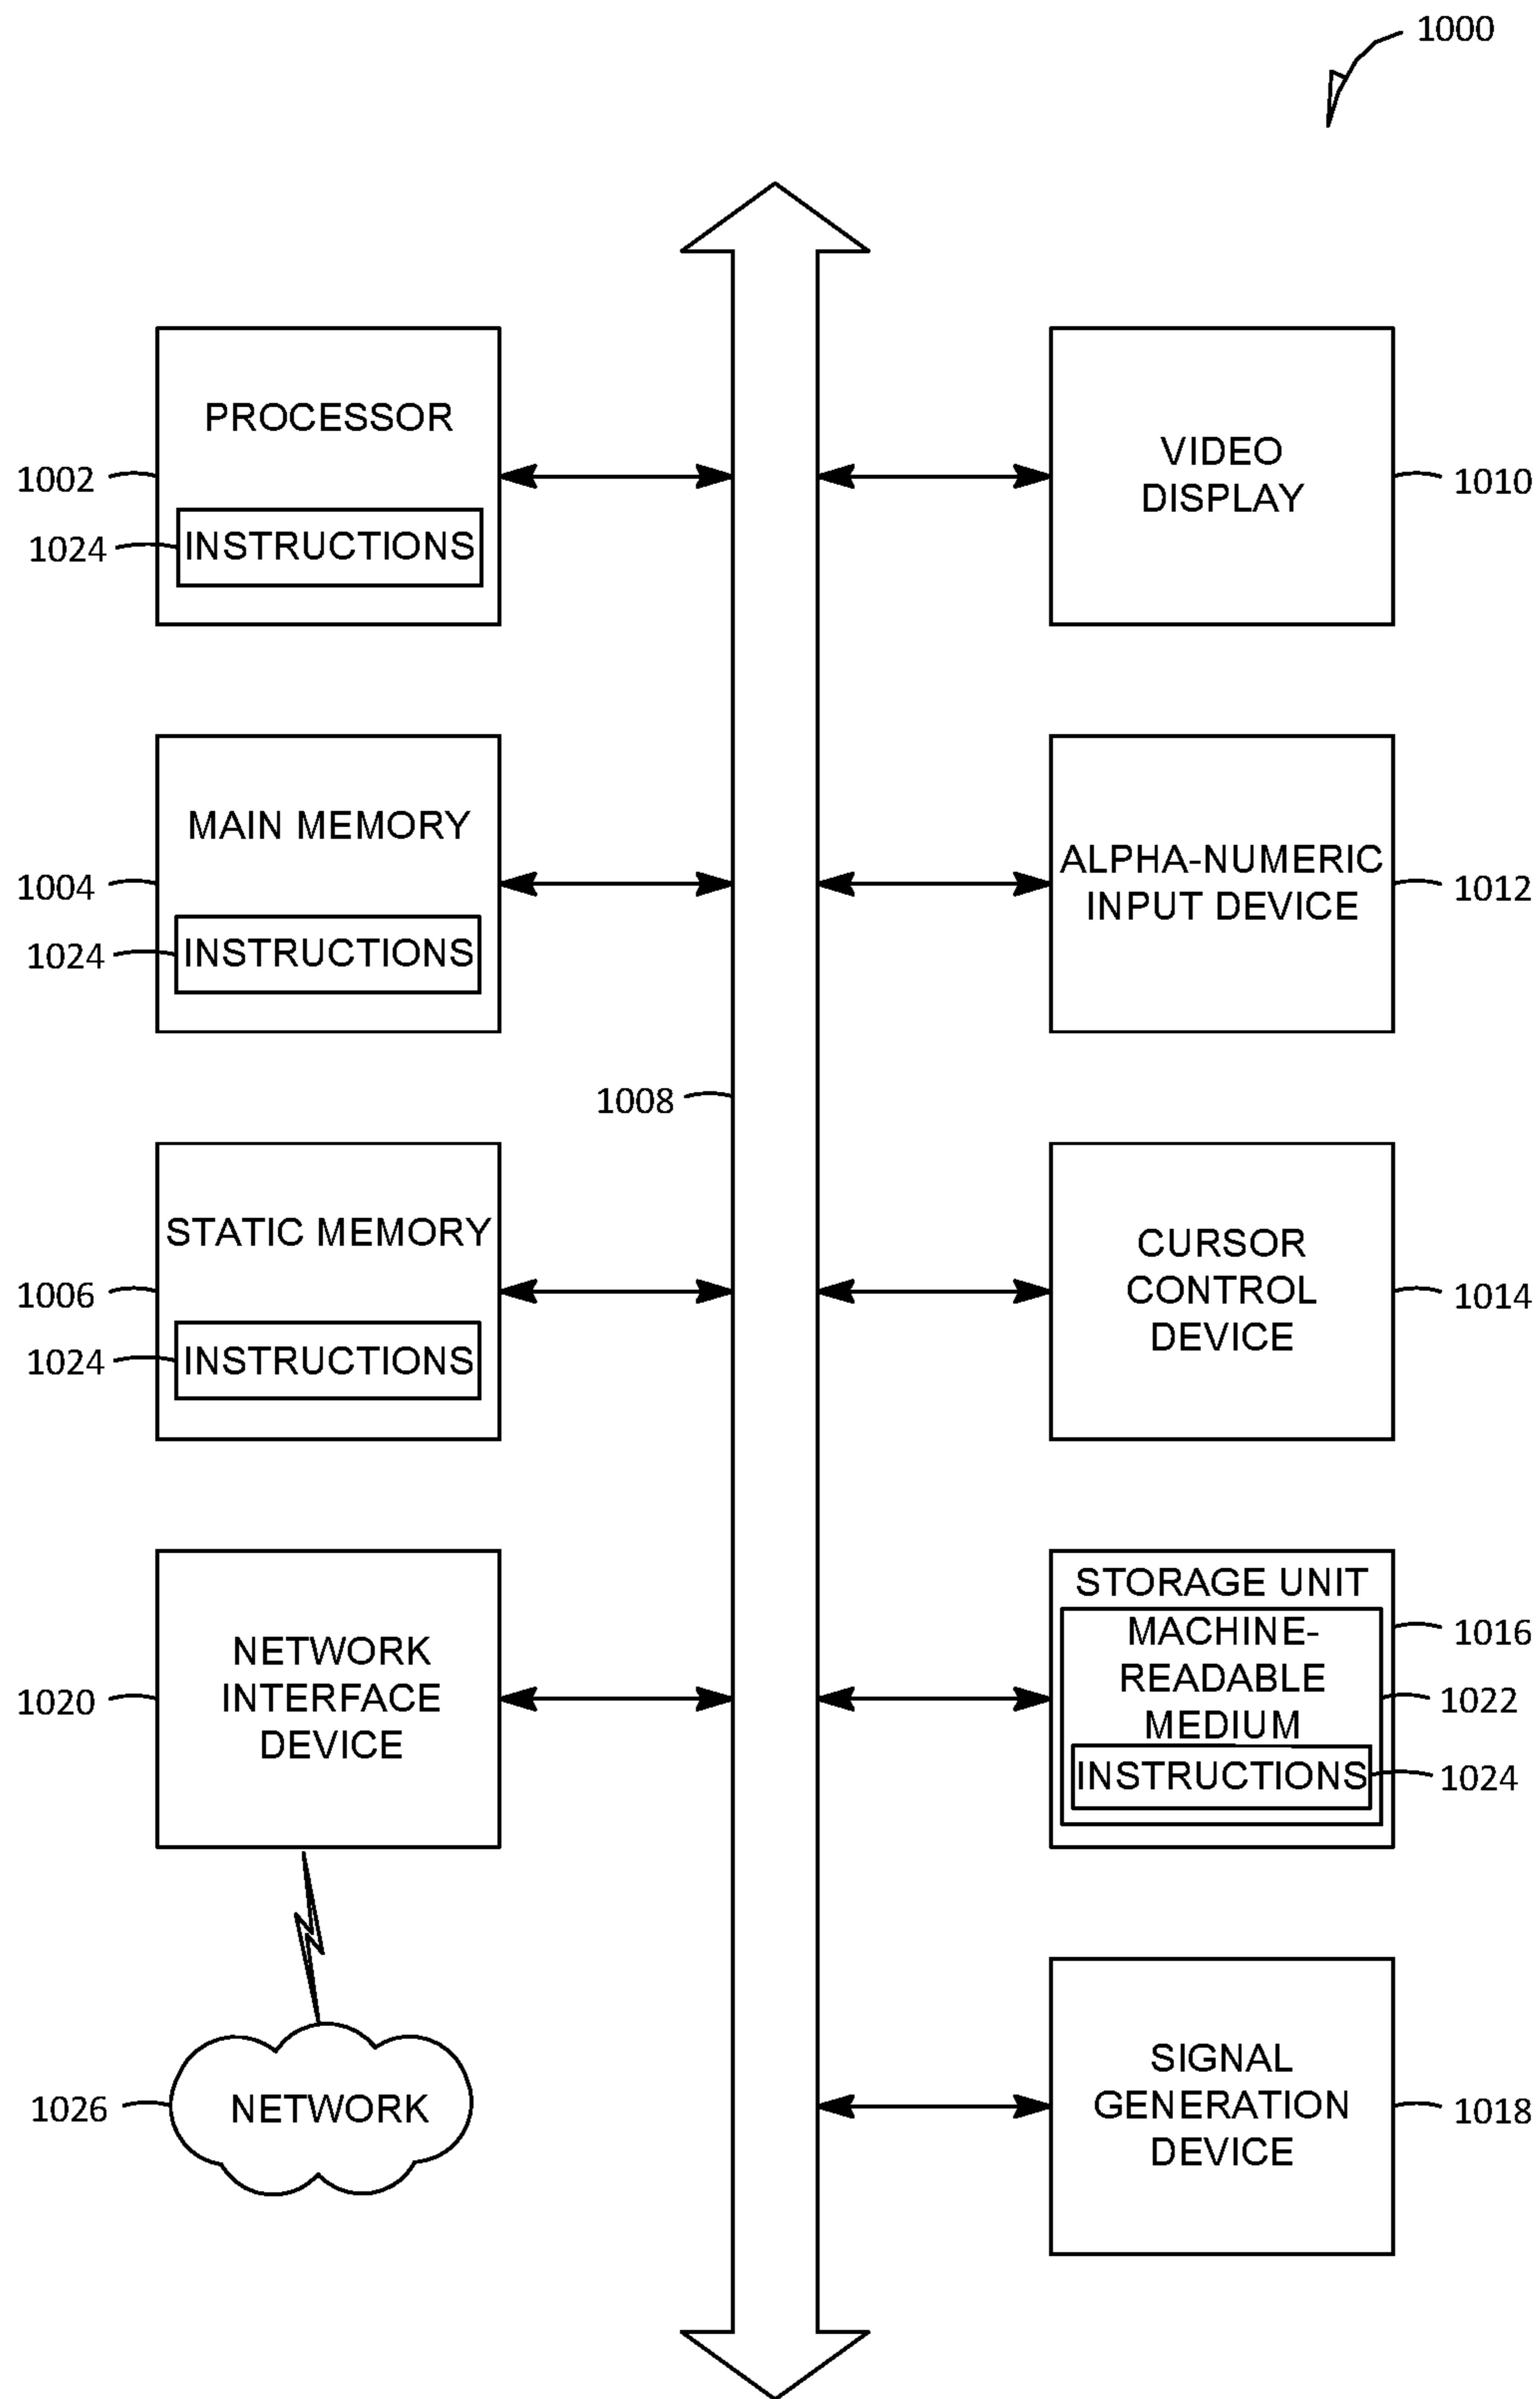 1000
PROCESSOR
1002
1024
INSTRUCTIONS
VIDEO
DISPLAY
1010
MAIN MEMORY
1004
1024
INSTRUCTIONS
ALPHA-NUMERIC
INPUT DEVICE
1012
1008
STATIC MEMORY
1006
1024
INSTRUCTIONS
CURSOR
CONTROL
DEVICE
1014
NETWORK
INTERFACE
DEVICE
1020
STORAGE UNIT
1016
MACHINE-
READABLE
MEDIUM
1022
INSTRUCTIONS
1024
NETWORK
1026
SIGNAL
GENERATION
DEVICE
1018